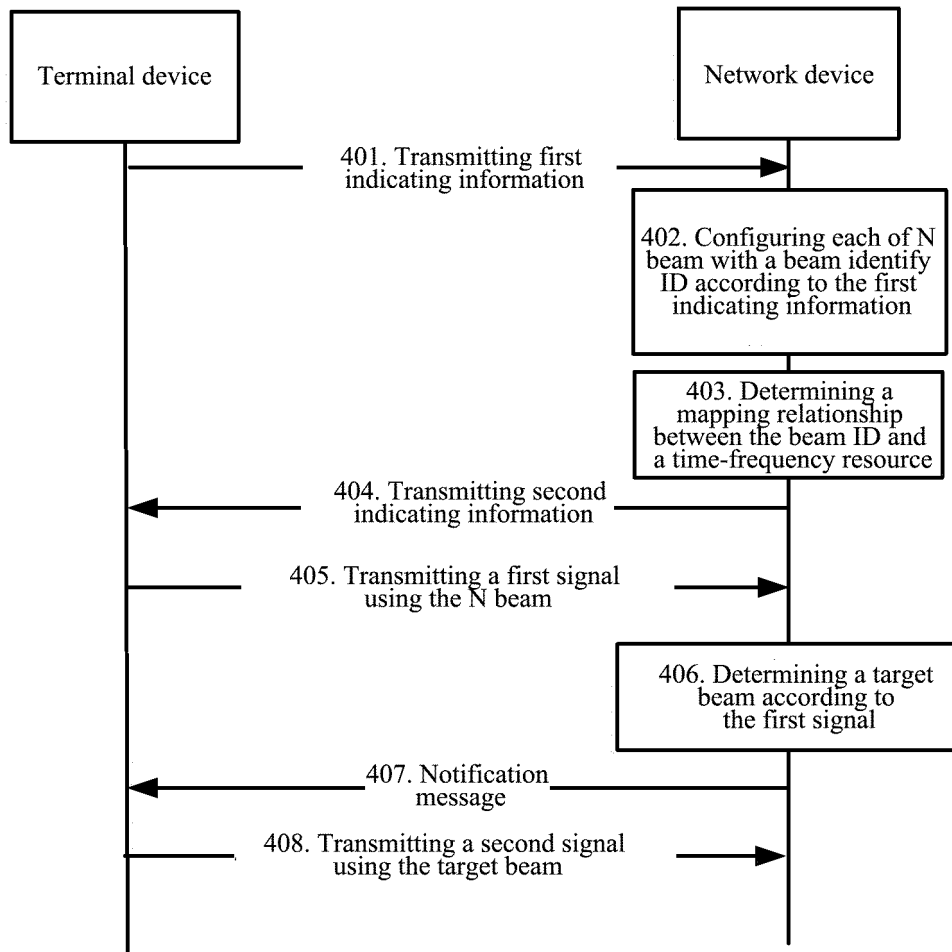 Terminal device
Network device
401. Transmitting first
indicating information
402. Configuring each of N
beam with a beam identify
ID according to the first
indicating information
403. Determining a
mapping relationship
between the beam ID and
a time-frequency resource
404. Transmitting second
indicating information
405. Transmitting a first signal
using the N beam
406. Determining a target
beam according to
the first signal
407. Notification
message
408. Transmitting a second signal
using the target beam